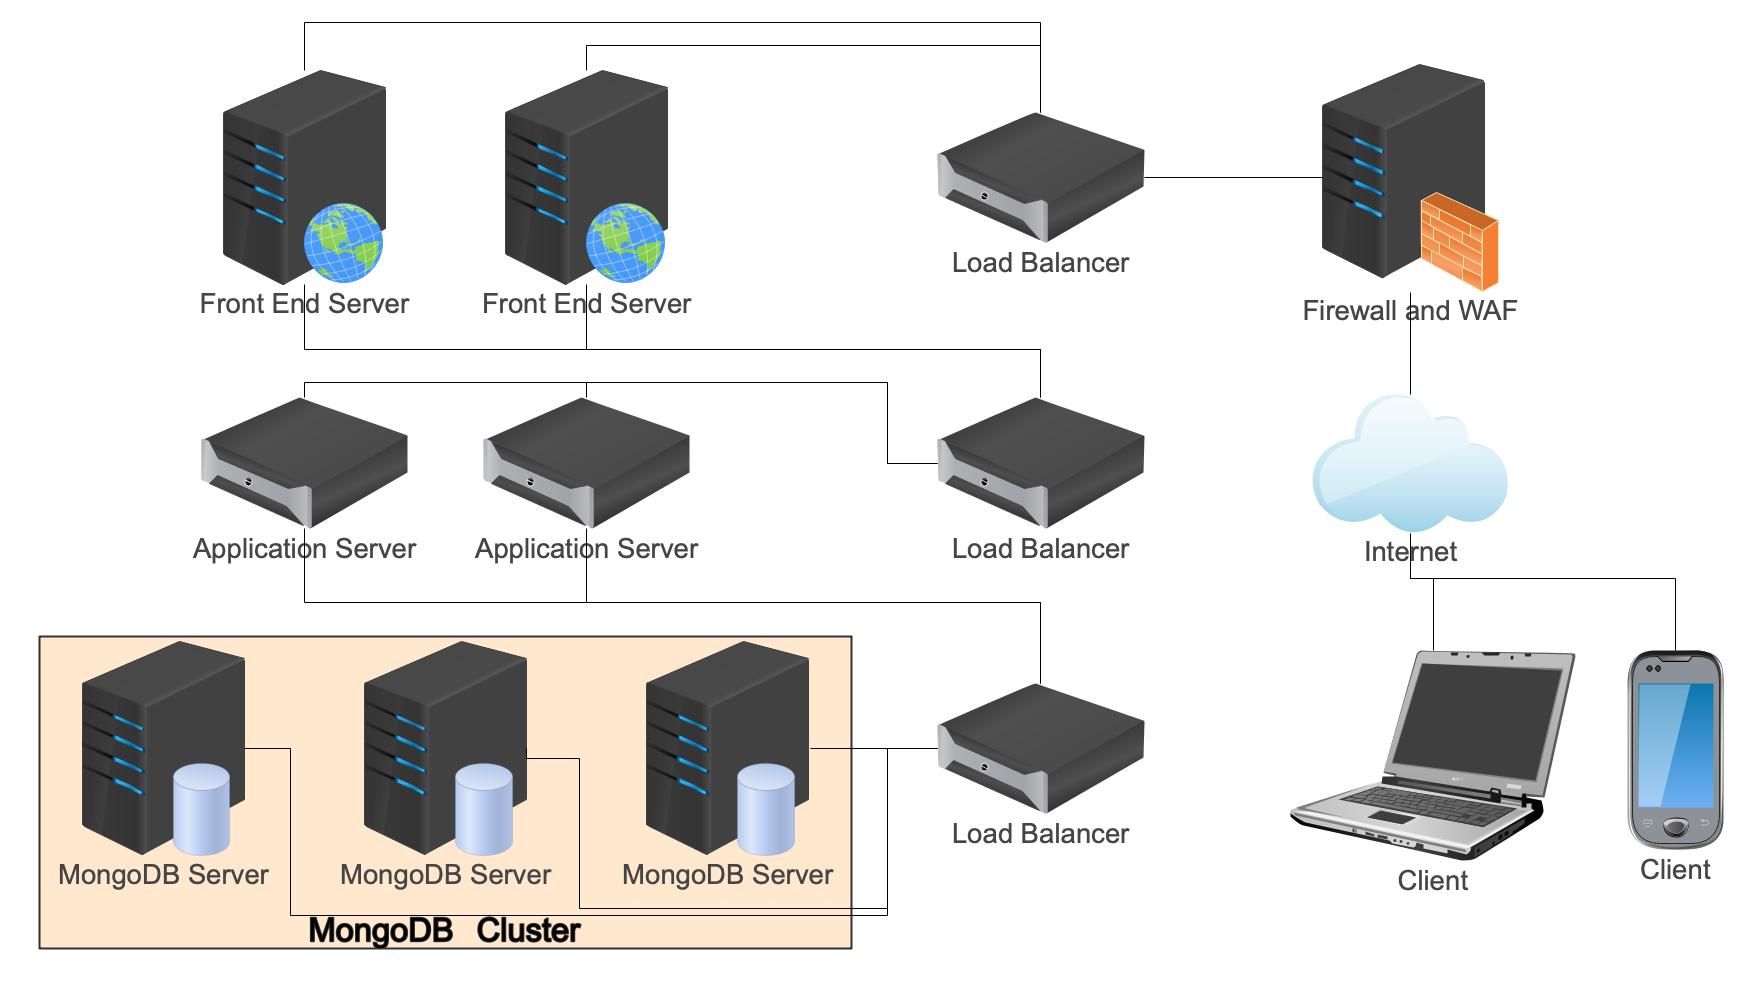 Load Balancer
Front End Server
Front End Server
Firewall and WAF
Application Server
Application Server
Load Balancer
Internet
Load Balancer
MongoDB Server
MongoDB Server
MongoDB Server
Client
Client
MongoDB Cluster